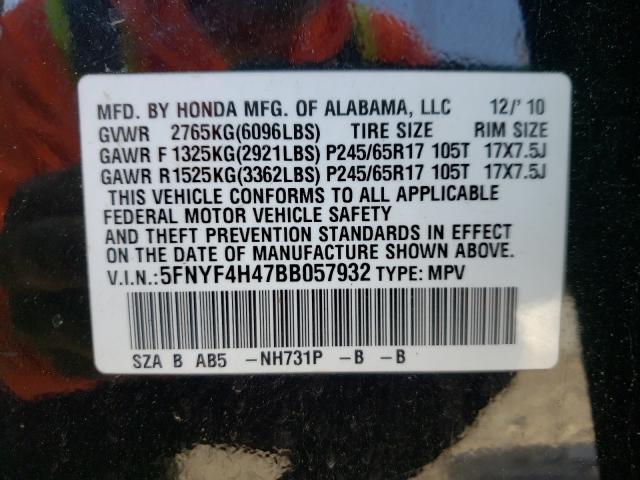 MFD. BY HONDA MFG. OF ALABAMA, LLC 12/' 10
GVWR 2765KG(6096LBS) TIRE SIZE RIM SIZE
GAWR F 1325KG(2921LBS) P245/65R17 105T 17X7.5J
GAWR R 1525KG(3362LBS) P245/65R17 105T 17X7.5J
THIS VEHICLE CONFORMS TO ALL APPLICABLE
FEDERAL MOTOR VEHICLE SAFETY
AND THEFT PREVENTION STANDARDS IN EFFECT
ON THE DATE OF MANUFACTURE SHOWN ABOVE.
V.I.N.: 5FNYF4H47BB057932 TYPE: MPV
SZA B AB5 -NH731P -B -B